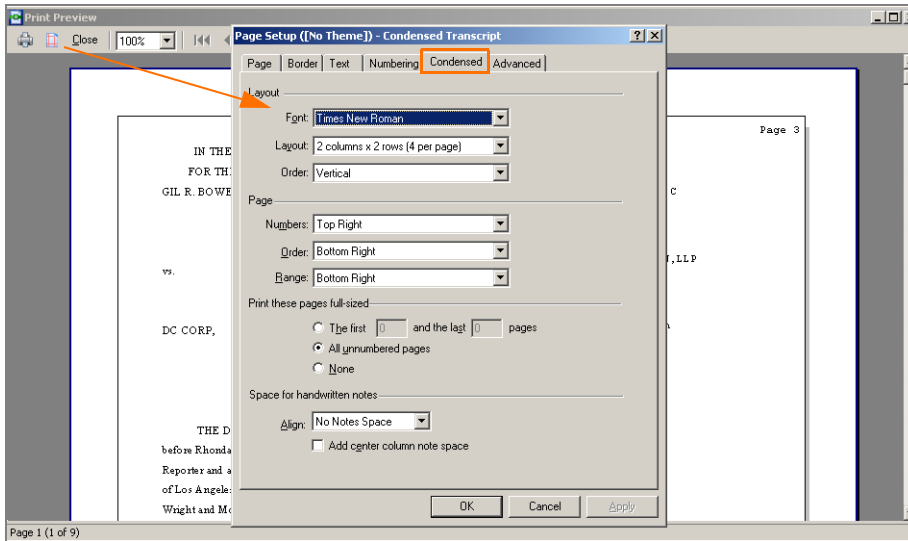 Print Preview
Close 100%
Page Setup ([No Theme]) - Condensed Transcript
Page Border Text Numbering Condensed Advanced
Layout
Font: Times New Roman
Layout: 2 columns x 2 rows (4 per page)
Order: Vertical
Page
Numbers: Top Right
Order: Bottom Right
Range: Bottom Right
Print these pages full-sized
The first 0 and the last 0 pages
All unnumbered pages
None
Space for handwritten notes
Align: No Notes Space
Add center column note space
OK Cancel Apply
Page 3
IN THE
FOR TH
GIL R. BOWE
C
,LLP
vs.
DC CORP,
THE D
before Rhonda
Reporter and a
of Los Angele
Wright and Mc
Page 1 (1 of 9)